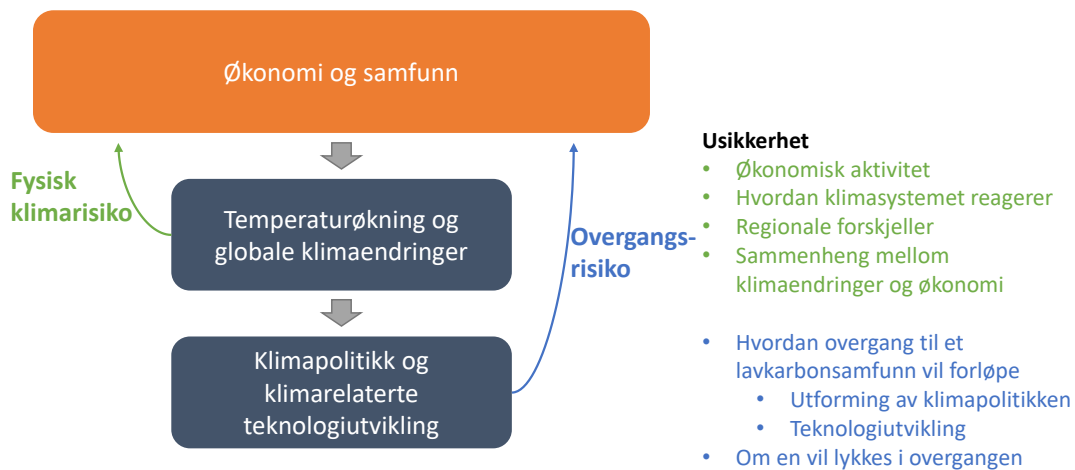 Økonomi og samfunn
Fysisk
klimarisiko
Temperaturøkning og
globale klimaendringer
Overgangs-
risiko
Klimapolitikk og
klimarelaterte
teknologiutvikling
Usikkerhet
• Økonomisk aktivitet
• Hvordan klimasystemet reagerer
• Regionale forskjeller
• Sammenheng mellom
klimaendringer og økonomi
• Hvordan overgang til et
lavkarbonsamfunn vil forløpe
• Utforming av klimapolitikken
• Teknologiutvikling
• Om en vil lykkes i overgangen